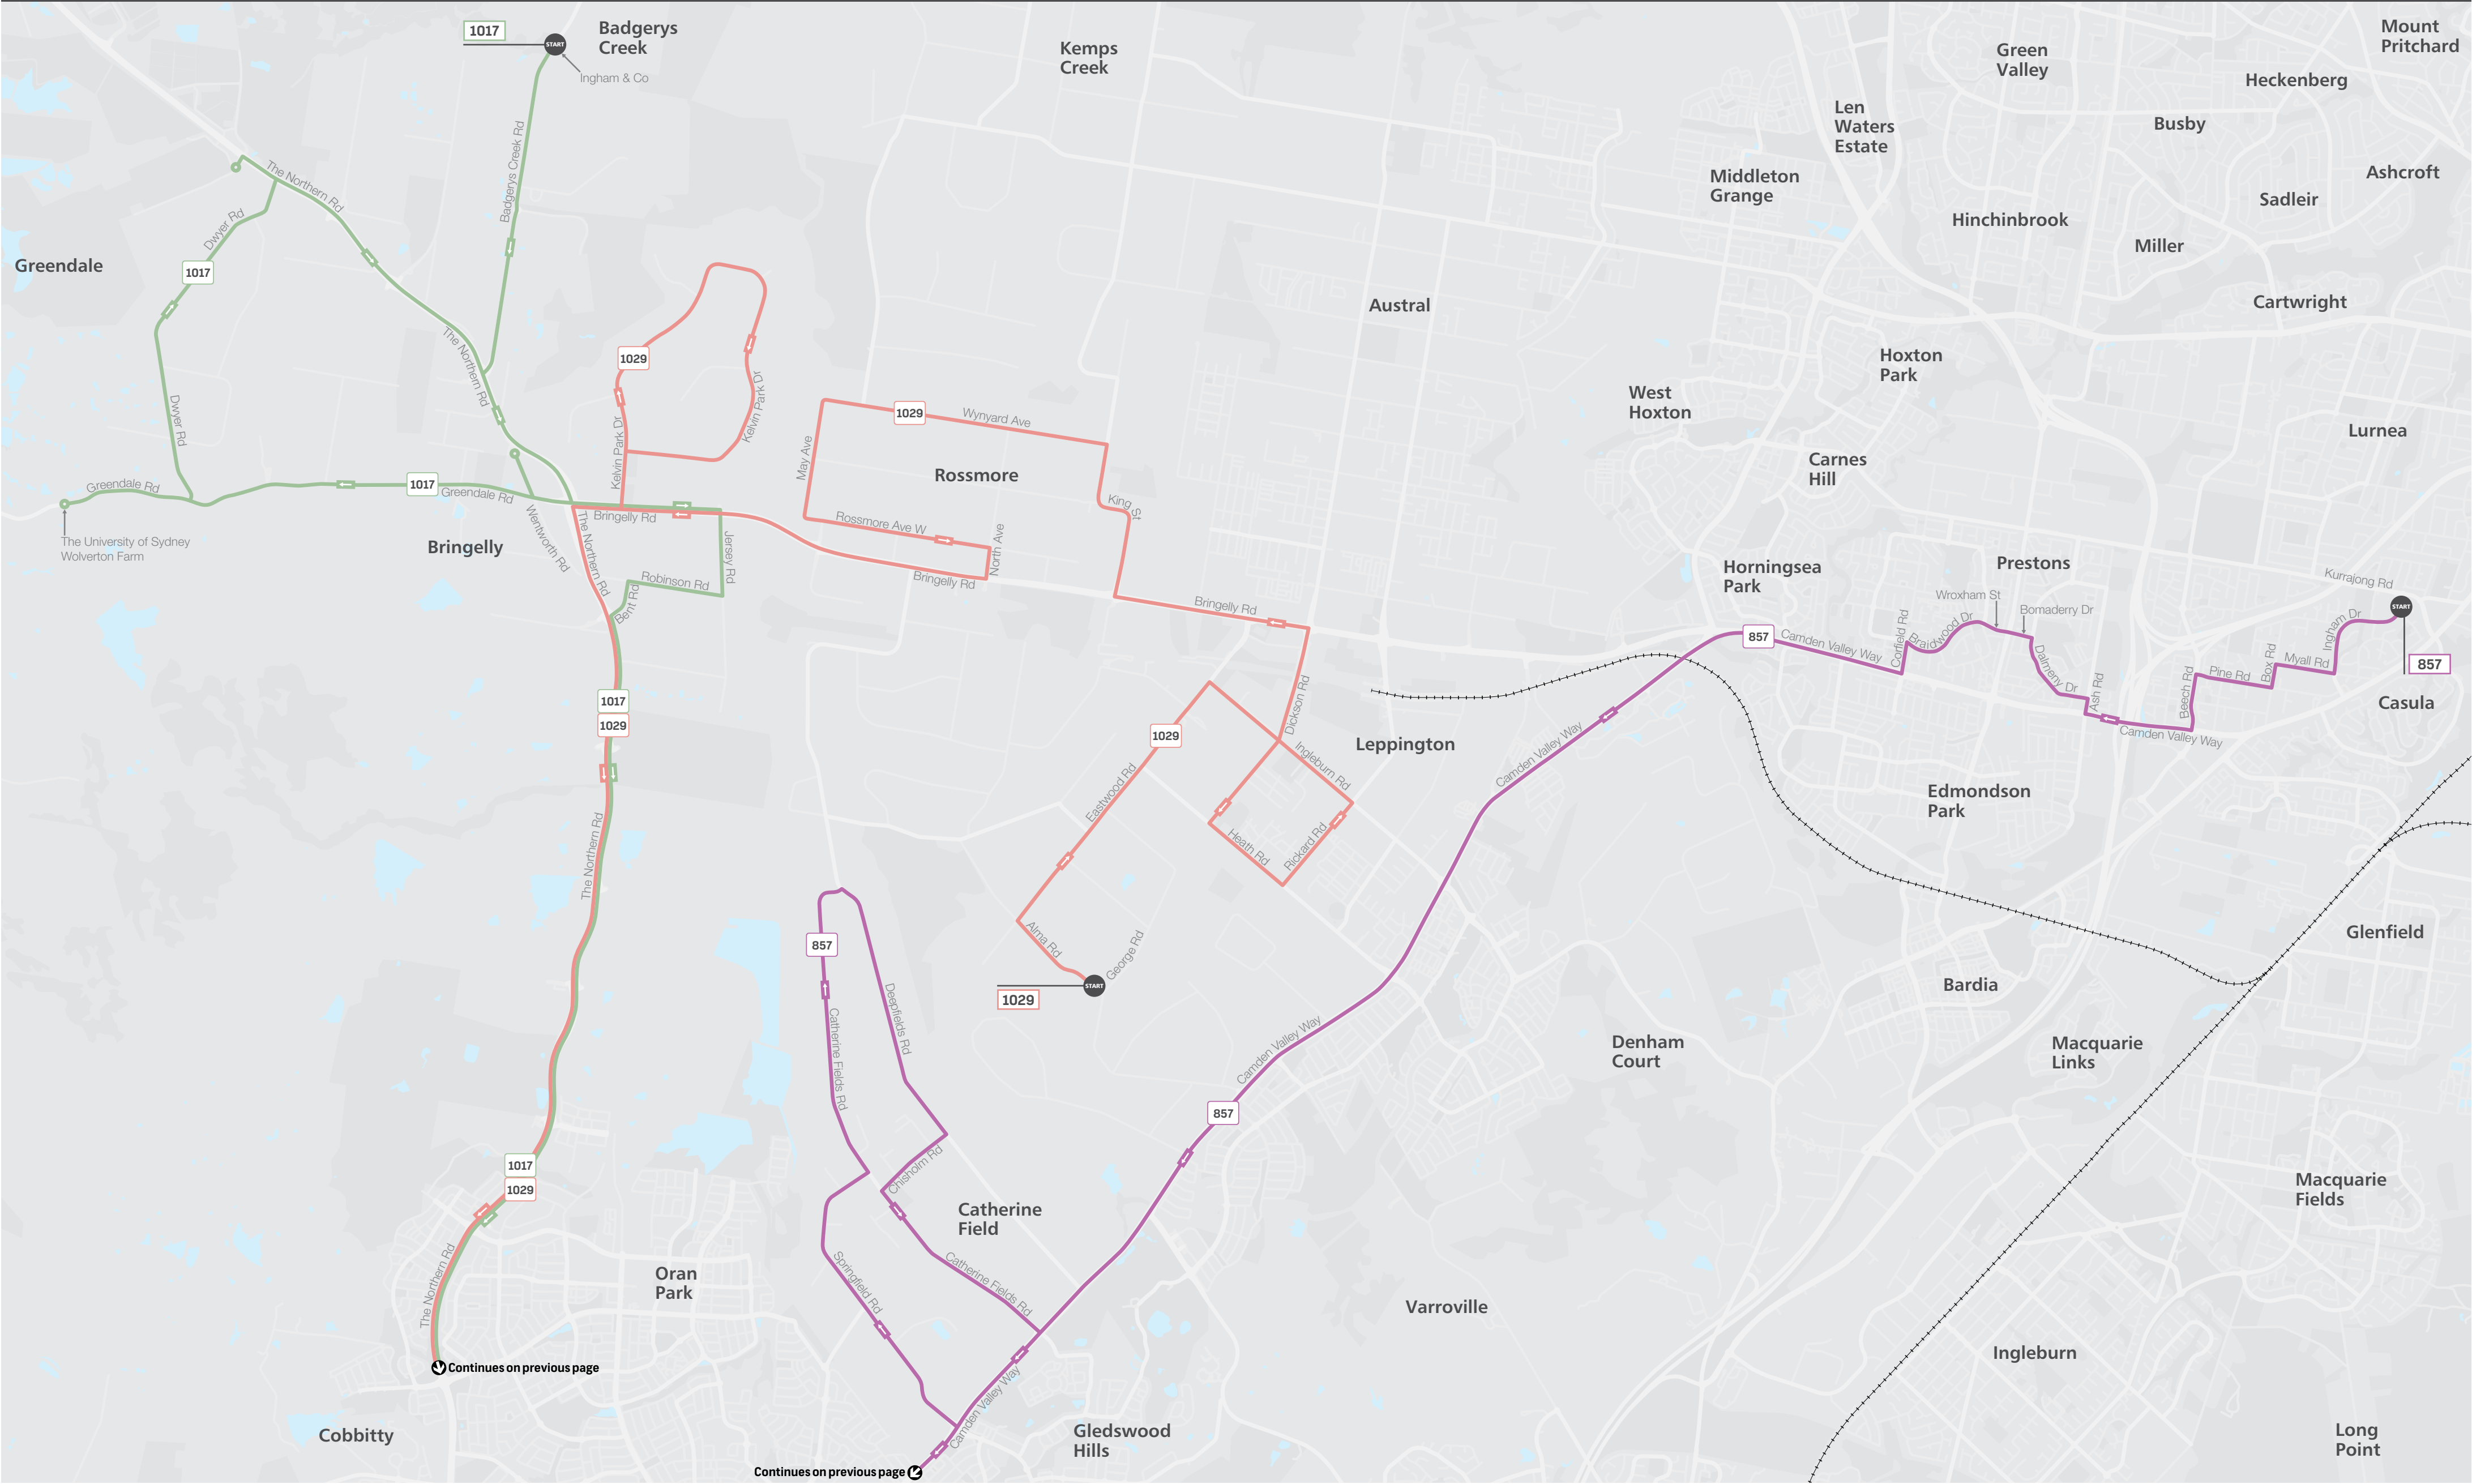 1017
START
Ingham & Co
Badgerys
Creek
Kemps
Creek
Green
Valley
Mount
Pritchard
Heckenberg
Len
Waters
Estate
Busby
Ashcroft
Middleton
Grange
Sadleir
Hinchinbrook
Miller
The Northern Rd
Badgerys Creek Rd
Dwyer Rd
Greendale
1017
Austral
Cartwright
The Northern Rd
1029
Kelvin Park Dr
Kelvin Park Dr
Hoxton
Park
West
Hoxton
1029
Wynyard Ave
May Ave
Rossmore
King St
Lurnea
Dwyer Rd
Carnes
Hill
Greendale Rd
1017
Greendale Rd
Bringelly Rd
Rossmore Ave W
North Ave
The University of Sydney
Wolverton Farm
Bringelly
Wentworth Rd
The Northern Rd
Jersey Rd
Robinson Rd
Bent Rd
Bringelly Rd
Bringelly Rd
Horningsea
Park
Prestons
Kurrajong Rd
START
857
Wroxham St
Bomaderry Dr
857
Camden Valley Way
Corfield Rd
Braidwood Dr
Dalmeny Dr
Ash Rd
Camden Valley Way
Beech Rd
Pine Rd
Box Rd
Myall Rd
Ingham Dr
Casula
1017
1029
Dickson Rd
1029
Ingleburn Rd
Leppington
Camden Valley Way
Eastwood Rd
Heath Rd
Rickard Rd
Edmondson
Park
The Northern Rd
857
Alma Rd
George Rd
START
1029
Glenfield
Bardia
Deepfields Rd
Catherine Fields Rd
Camden Valley Way
Denham
Court
Macquarie
Links
857
1017
1029
Chisholm Rd
Catherine
Field
Macquarie
Fields
The Northern Rd
Oran
Park
Springfield Rd
Catherine Fields Rd
Varroville
Ingleburn
Continues on previous page
Camden Valley Way
Cobbitty
Gledswood
Hills
Long
Point
Continues on previous page